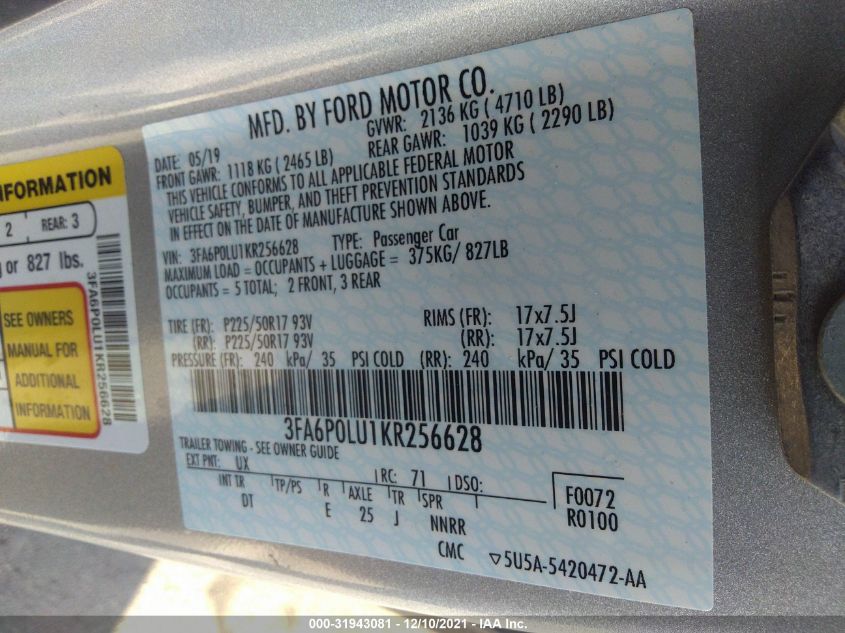 MFD. BY FORD MOTOR CO.
DATE: 05/19 GVWR: 2136 KG ( 4710 LB)
FRONT GAWR: 1118 KG ( 2465 LB) REAR GAWR: 1039 KG ( 2290 LB)
THIS VEHICLE CONFORMS TO ALL APPLICABLE FEDERAL MOTOR
VEHICLE SAFETY, BUMPER, AND THEFT PREVENTION STANDARDS
IN EFFECT ON THE DATE OF MANUFACTURE SHOWN ABOVE.
VIN: 3FA6P0LU1KR256628 TYPE: Passenger Car
MAXIMUM LOAD = OCCUPANTS + LUGGAGE = 375KG/ 827LB
OCCUPANTS = 5 TOTAL; 2 FRONT, 3 REAR
TIRE (FR): P225/50R17 93V RIMS (FR): 17x7.5J
(RR): P225/50R17 93V (RR): 17x7.5J
PRESSURE (FR): 240 kPa/ 35 PSI COLD (RR): 240 kPa/ 35 PSI COLD
3FA6P0LU1KR256628
TRAILER TOWING - SEE OWNER GUIDE
EXT PNT: UX RC: 71 DSO:
INT TR TP/PS R AXLE TR SPR
DT E 25 J NNRR
CMC
F0072
R0100
▽5U5A-5420472-AA
INFORMATION
2 REAR: 3
or 827 lbs.
SEE OWNERS
MANUAL FOR
ADDITIONAL
INFORMATION
3FA6P0LU1KR256628
000-31943081 - 12/10/2021 - IAA Inc.